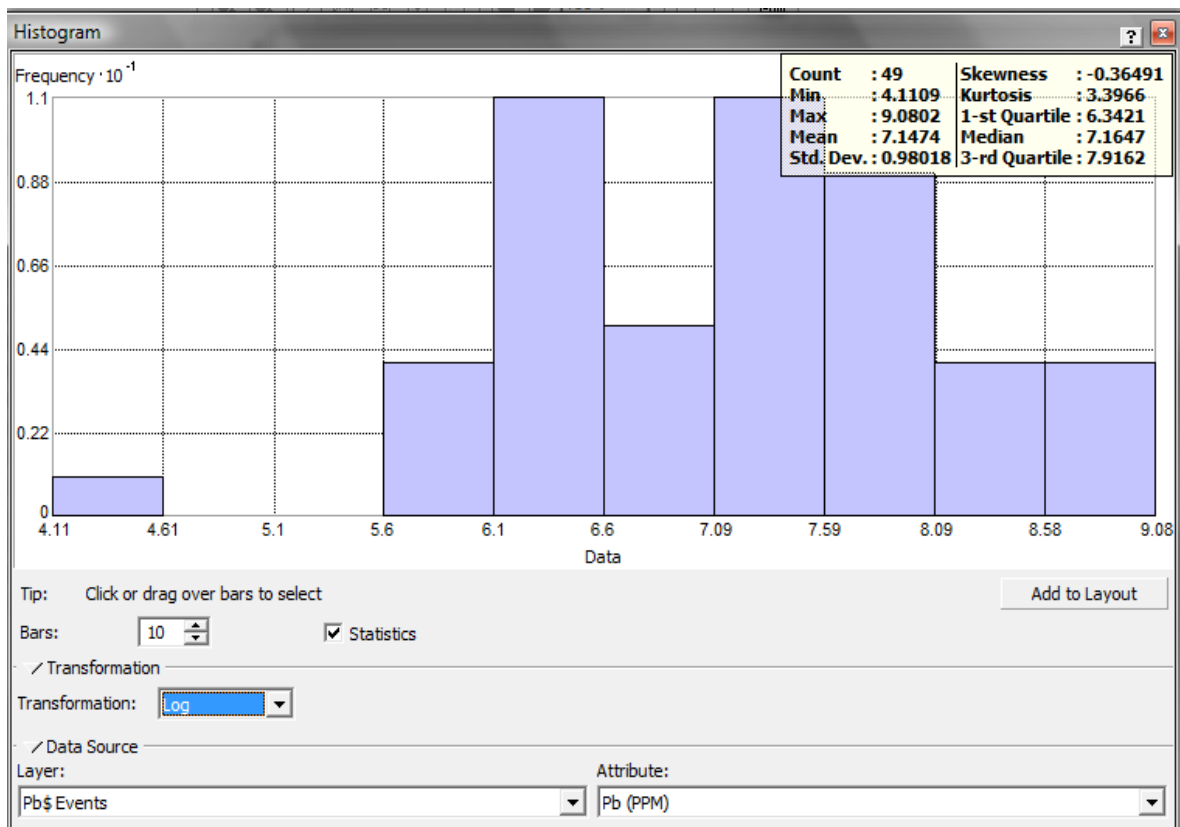 Histogram
?
Frequency · 10 -1
Count : 49 Skewness : -0.36491
Min : 4.1109 Kurtosis : 3.3966
Max : 9.0802 1-st Quartile : 6.3421
Mean : 7.1474 Median : 7.1647
Std. Dev. : 0.98018 3-rd Quartile : 7.9162
1.1
0.88
0.66
0.44
0.22
0
4.11 4.61 5.1 5.6 6.1 6.6 7.09 7.59 8.09 8.58 9.08
Data
Tip: Click or drag over bars to select
Add to Layout
Bars: 10 Statistics
Transformation
Transformation: Log
Data Source
Layer: Attribute:
Pb$ Events Pb (PPM)